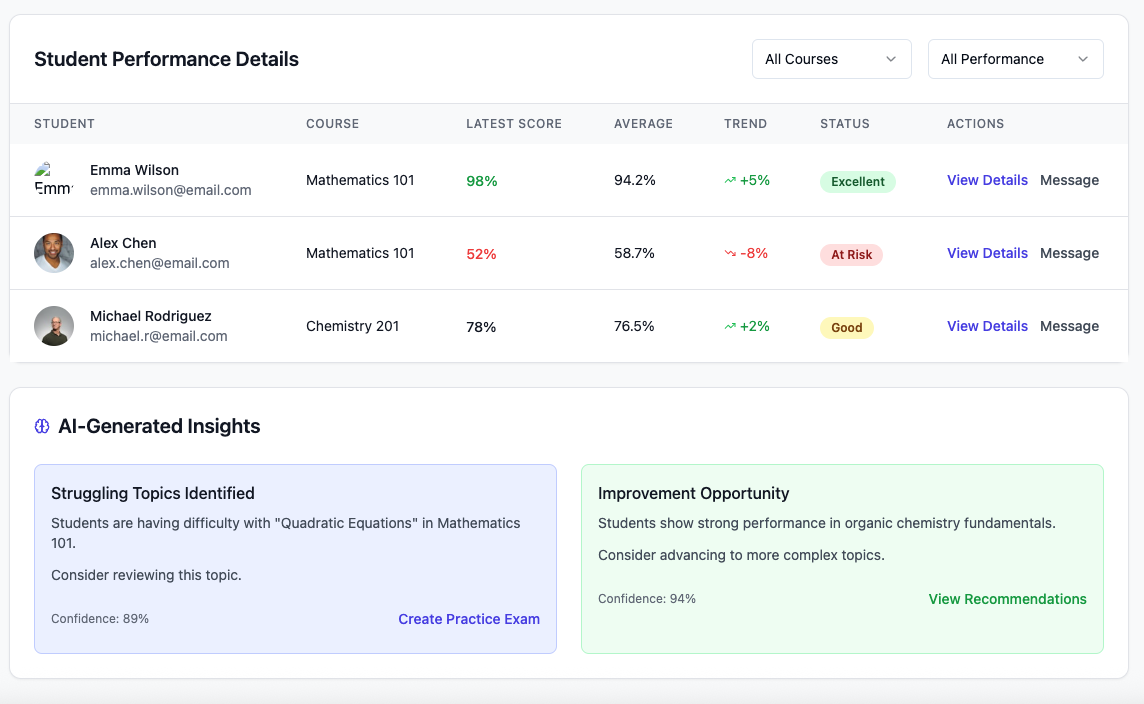 Student Performance Details
All Courses
All Performance
STUDENT COURSE LATEST SCORE AVERAGE TREND STATUS ACTIONS
Emm
Emma Wilson
emma.wilson@email.com
Mathematics 101 98% 94.2% +5% Excellent View Details Message
Alex Chen
alex.chen@email.com
Mathematics 101 52% 58.7% -8% At Risk View Details Message
Michael Rodriguez
michael.r@email.com
Chemistry 201 78% 76.5% +2% Good View Details Message
AI-Generated Insights
Struggling Topics Identified
Students are having difficulty with "Quadratic Equations" in Mathematics
101.
Consider reviewing this topic.
Confidence: 89%
Create Practice Exam
Improvement Opportunity
Students show strong performance in organic chemistry fundamentals.
Consider advancing to more complex topics.
Confidence: 94%
View Recommendations